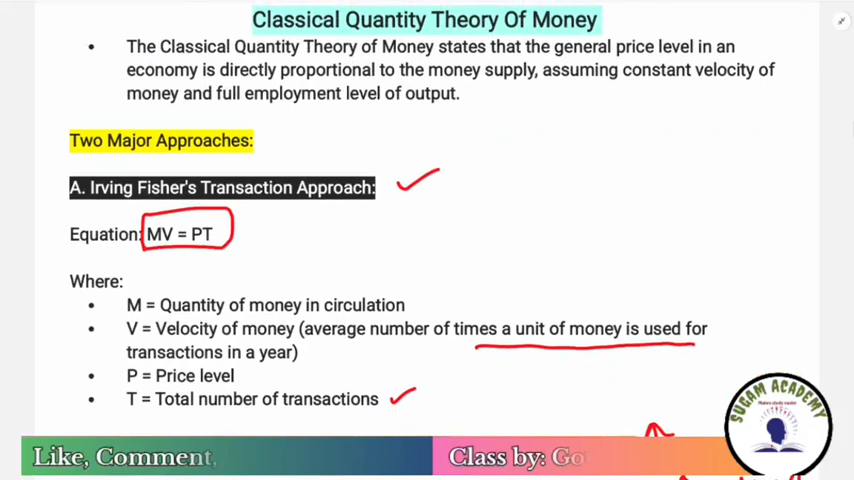 Classical Quantity Theory Of Money
• The Classical Quantity Theory of Money states that the general price level in an
economy is directly proportional to the money supply, assuming constant velocity of
money and full employment level of output.
Two Major Approaches:
A. Irving Fisher's Transaction Approach:
Equation: MV = PT
Where:
• M = Quantity of money in circulation
• V = Velocity of money (average number of times a unit of money is used for
transactions in a year)
• P = Price level
• T = Total number of transactions
SUGAM ACADEMY
Like, Comment,
Class by: Go